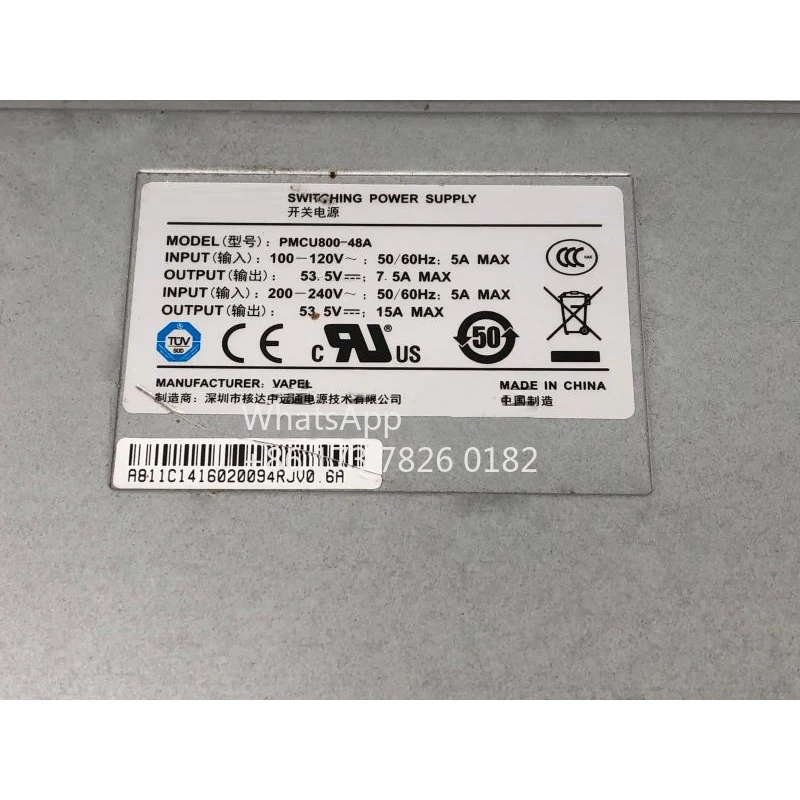 SWITCHING POWER SUPPLY
开关电源
MODEL(型号): PMCU800-48A
INPUT(输入): 100-120V~; 50/60Hz; 5A MAX
OUTPUT(输出): 53.5V⎓; 7.5A MAX
INPUT(输入): 200-240V~; 50/60Hz; 5A MAX
OUTPUT(输出): 53.5V⎓; 15A MAX
CCC S&E
TÜV SÜD
CE
c RU US
50
MANUFACTURER: VAPEL
MADE IN CHINA
制造商: 深圳市核达中远通电源技术有限公司
中国制造
WhatsApp
7826 0182
A811C1416020094RJV0.6A